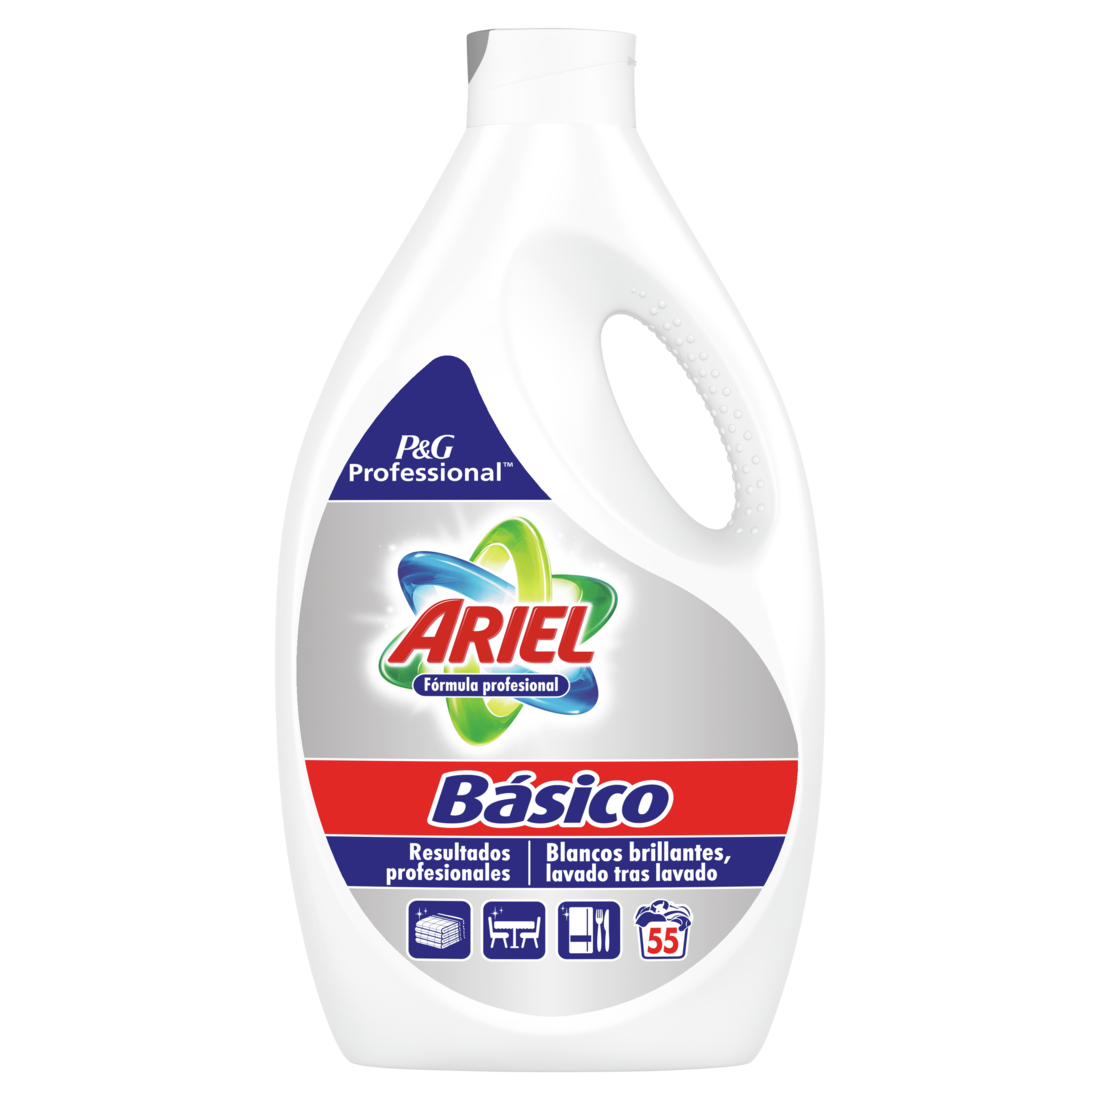 P&G
Professional™
ARIEL
Fórmula profesional
Básico
Resultados
profesionales
Blancos brillantes,
lavado tras lavado
55